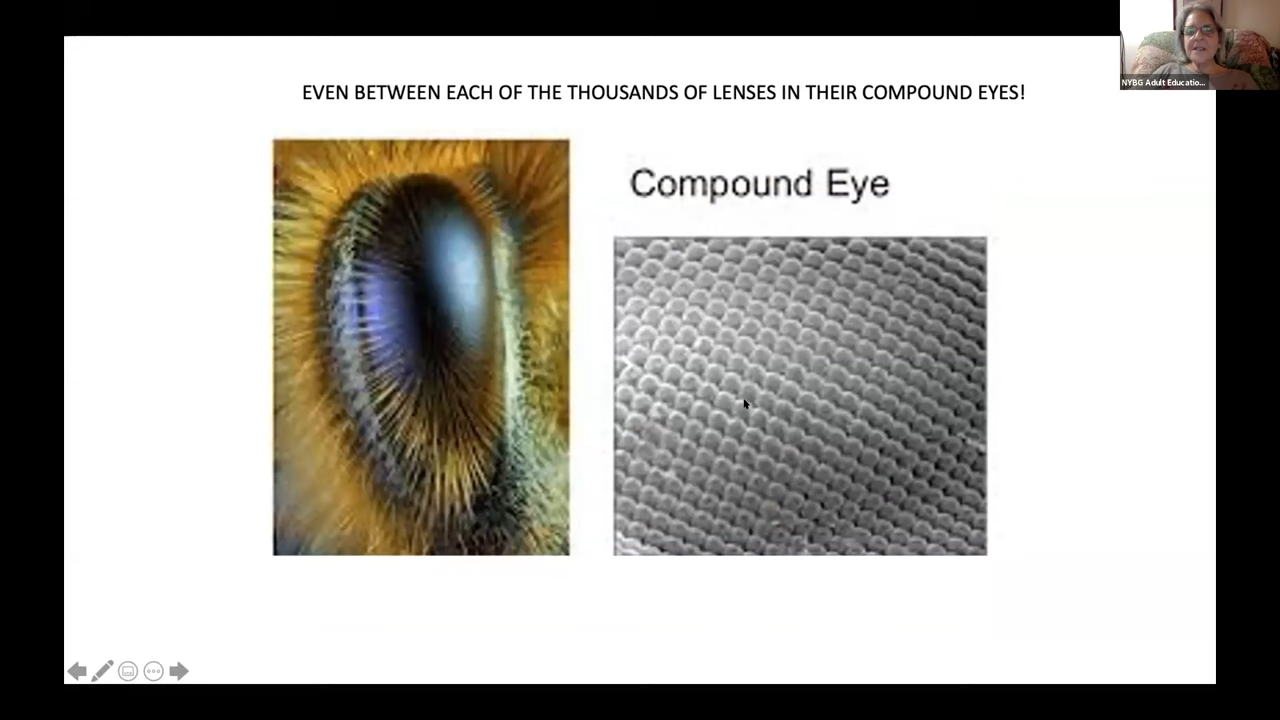 EVEN BETWEEN EACH OF THE THOUSANDS OF LENSES IN THEIR COMPOUND EYES!
Compound Eye
NYBG Adult Educatio...